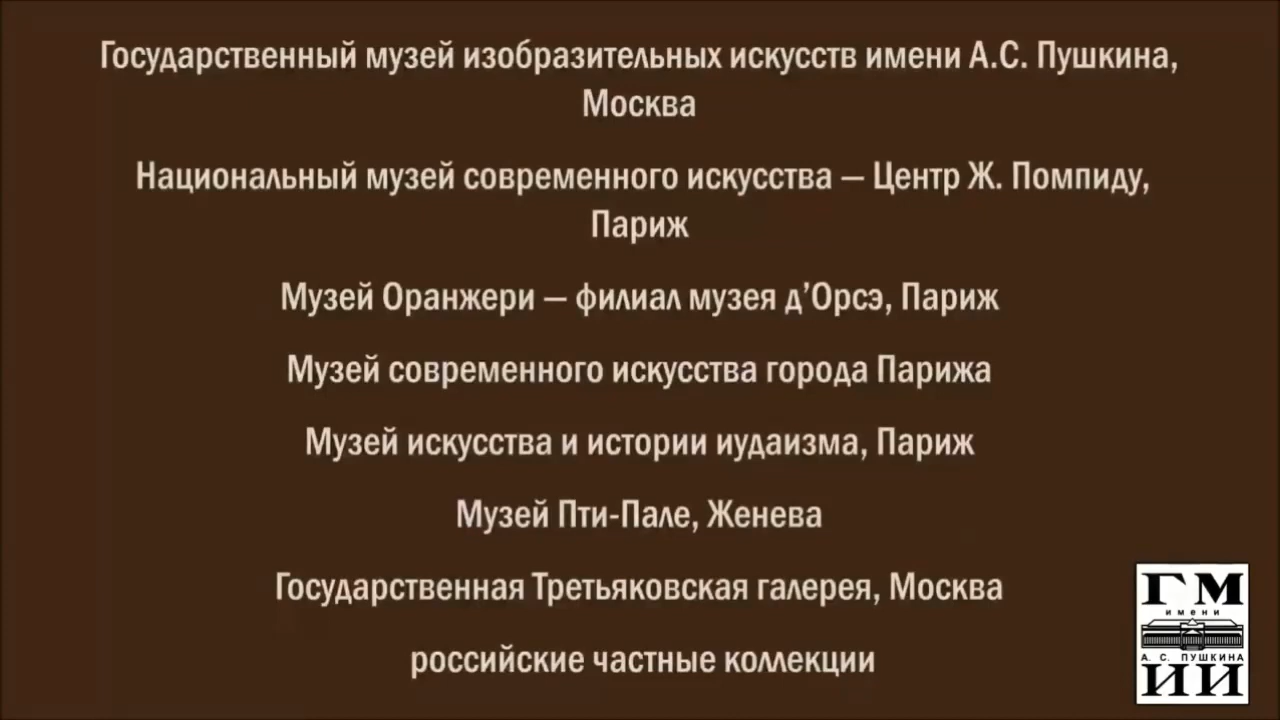 Государственный музей изобразительных искусств имени А.С. Пушкина,
Москва
Национальный музей современного искусства — Центр Ж. Помпиду,
Париж
Музей Оранжери — филиал музея д’Орсэ, Париж
Музей современного искусства города Парижа
Музей искусства и истории иудаизма, Париж
Музей Пти-Пале, Женева
Государственная Третьяковская галерея, Москва
российские частные коллекции
ГМ
имени
А. С. ПУШКИНА
ИИ